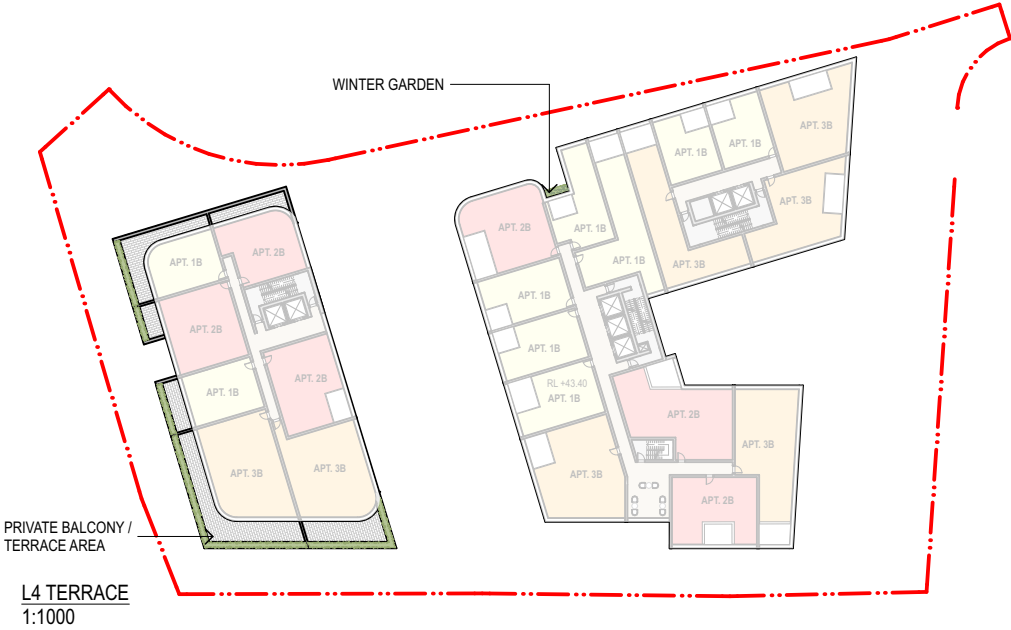 WINTER GARDEN
APT. 3B
APT. 1B
APT. 1B
APT. 3B
APT. 2B
APT. 1B
APT. 2B
APT. 1B
APT. 1B
APT. 3B
APT. 1B
APT. 2B
APT. 1B
APT. 2B
RL +43.40
APT. 1B
APT. 1B
APT. 2B
APT. 3B
APT. 3B
APT. 3B
APT. 3B
APT. 2B
PRIVATE BALCONY /
TERRACE AREA
L4 TERRACE
1:1000